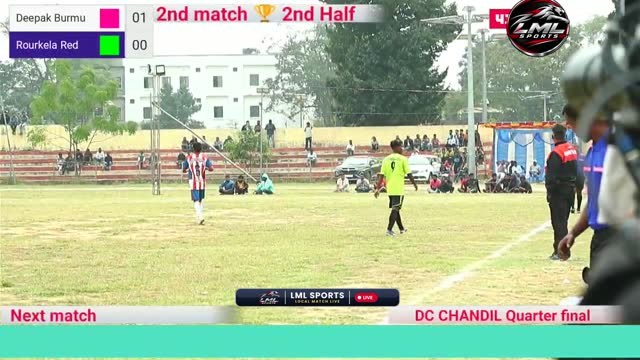 Deepak Burmu 01
Rourkela Red 00
2nd match 🏆 2nd Half
LML
SPORTS
9
LML SPORTS
LOCAL MATCH LIVE
LIVE
Next match
DC CHANDIL Quarter final